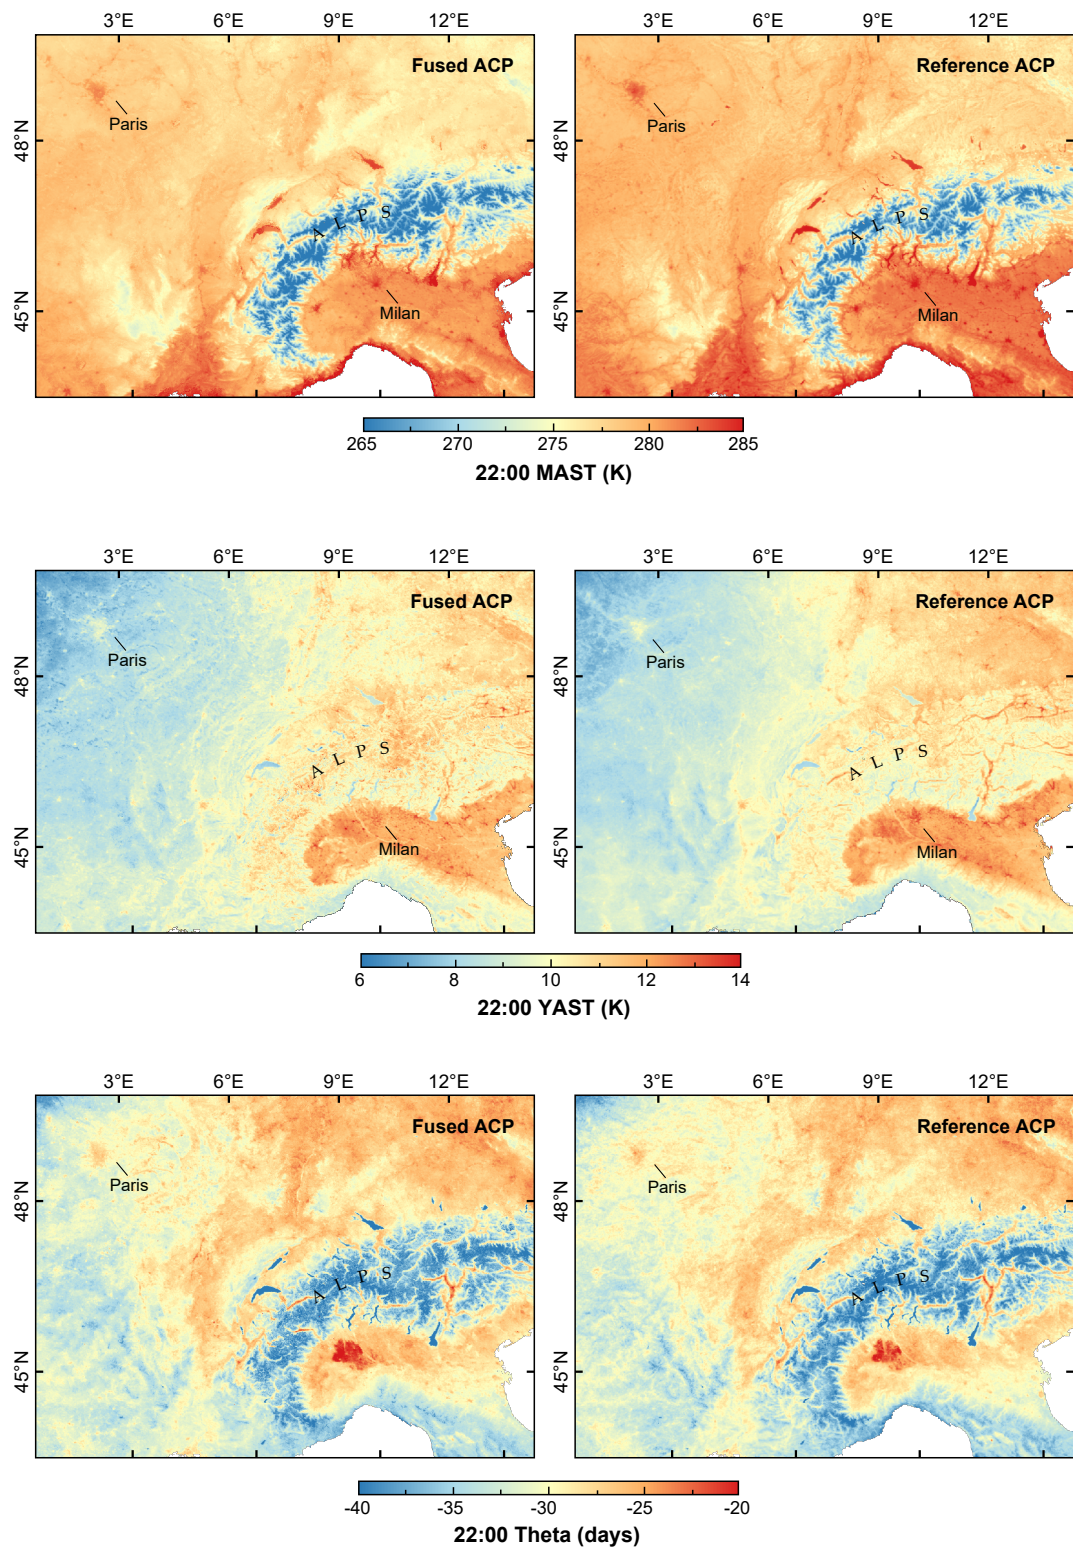 3°E 6°E 9°E 12°E 3°E 6°E 9°E 12°E
Fused ACP Reference ACP
Paris Paris
48°N 48°N
A L P S A L P S
45°N 45°N
Milan Milan
265 270 275 280 285
22:00 MAST (K)
3°E 6°E 9°E 12°E 3°E 6°E 9°E 12°E
Fused ACP Reference ACP
Paris Paris
48°N 48°N
A L P S A L P S
45°N 45°N
Milan Milan
6 8 10 12 14
22:00 YAST (K)
3°E 6°E 9°E 12°E 3°E 6°E 9°E 12°E
Fused ACP Reference ACP
Paris Paris
48°N 48°N
A L P S A L P S
45°N 45°N
-40 -35 -30 -25 -20
22:00 Theta (days)